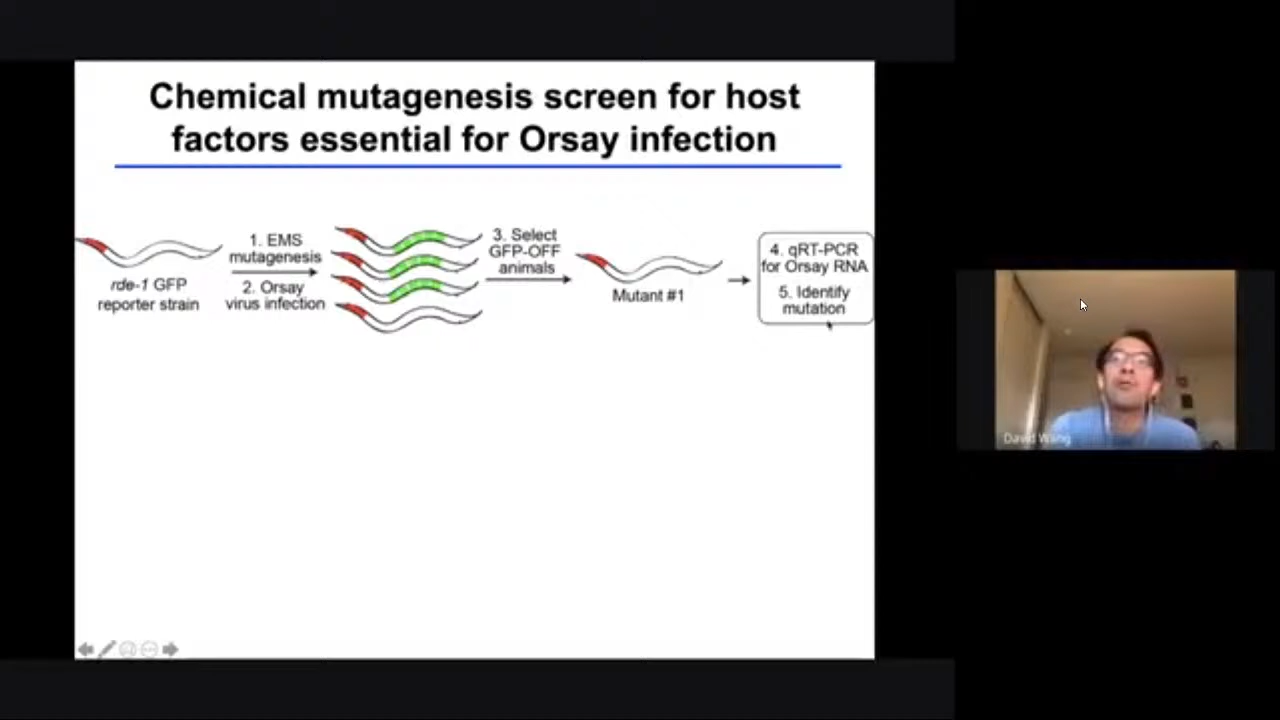 Chemical mutagenesis screen for host
factors essential for Orsay infection
rde-1 GFP
reporter strain
1. EMS
mutagenesis
2. Orsay
virus infection
3. Select
GFP-OFF
animals
Mutant #1
4. qRT-PCR
for Orsay RNA
5. Identify
mutation
David Wang